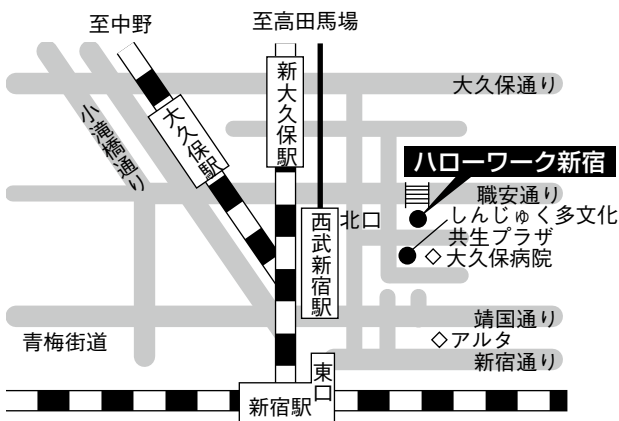 至中野
至高田馬場
大久保通り
新大久保駅
小滝橋通り
大久保駅
ハローワーク新宿
職安通り
しんじゅく多文化
共生プラザ
北口
西武新宿駅
◇大久保病院
靖国通り
青梅街道
◇アルタ
新宿通り
東口
新宿駅